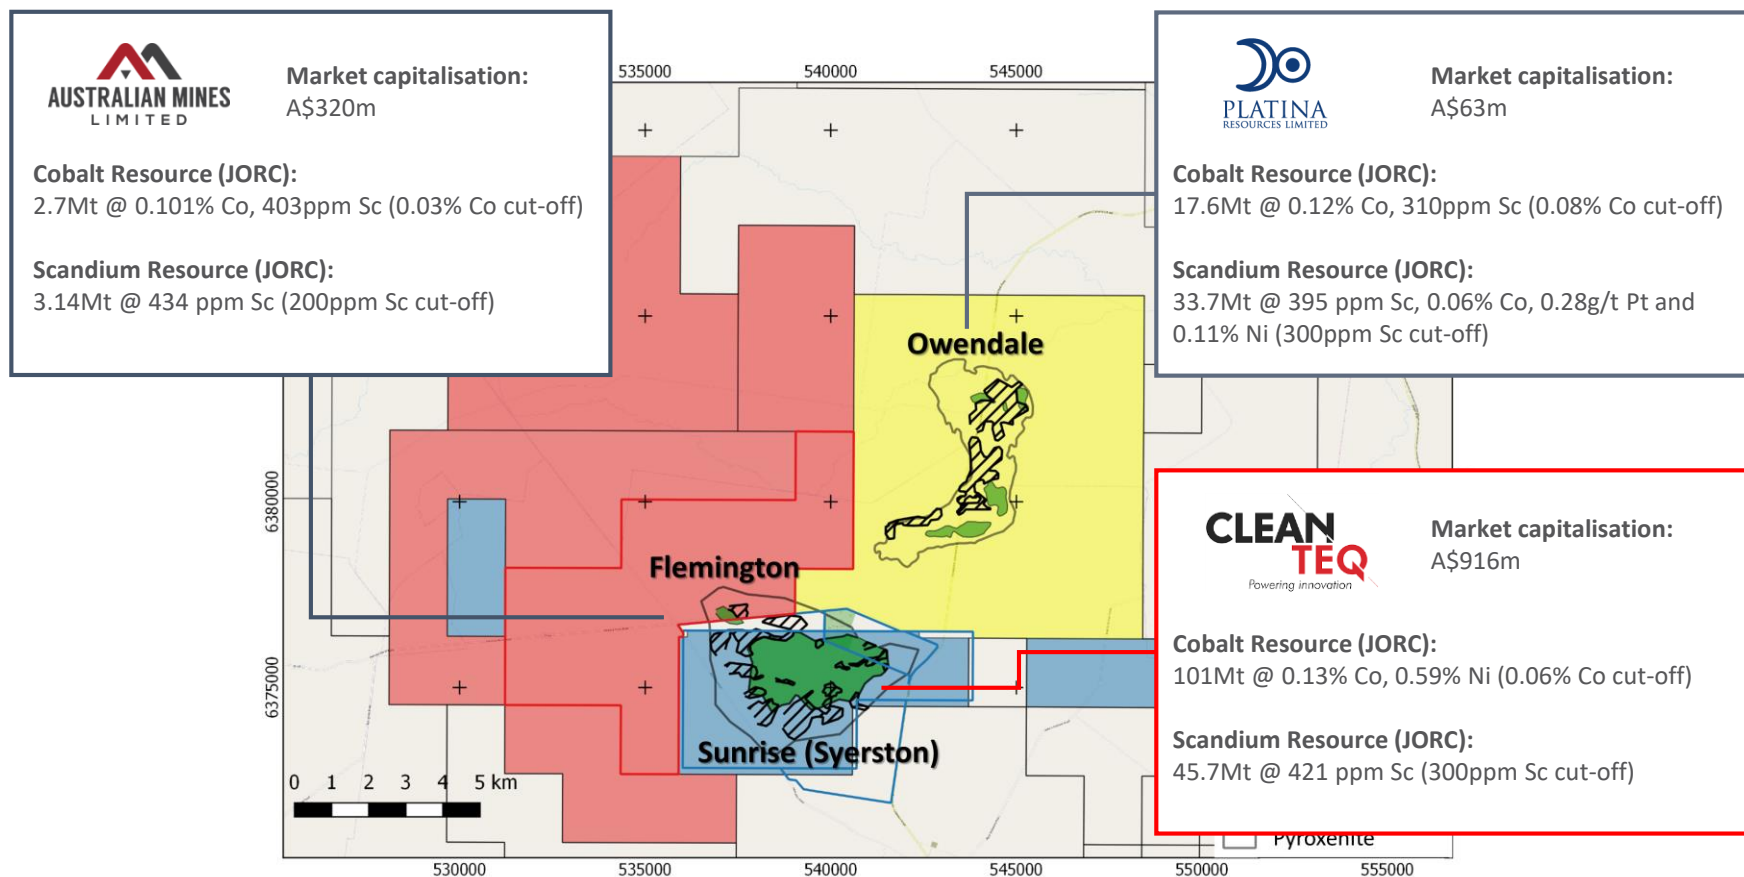 AUSTRALIAN MINES
LIMITED
Market capitalisation:
A$320m
Cobalt Resource (JORC):
2.7Mt @ 0.101% Co, 403ppm Sc (0.03% Co cut-off)
Scandium Resource (JORC):
3.14Mt @ 434 ppm Sc (200ppm Sc cut-off)
535000
540000
545000
PLATINA
RESOURCES LIMITED
Market capitalisation:
A$63m
Cobalt Resource (JORC):
17.6Mt @ 0.12% Co, 310ppm Sc (0.08% Co cut-off)
Scandium Resource (JORC):
33.7Mt @ 395 ppm Sc, 0.06% Co, 0.28g/t Pt and
0.11% Ni (300ppm Sc cut-off)
Owendale
6380000
Flemington
6375000
Sunrise (Syerston)
0 1 2 3 4 5 km
CLEAN
TEQ
Powering innovation
Market capitalisation:
A$916m
Cobalt Resource (JORC):
101Mt @ 0.13% Co, 0.59% Ni (0.06% Co cut-off)
Scandium Resource (JORC):
45.7Mt @ 421 ppm Sc (300ppm Sc cut-off)
Pyroxenite
530000
535000
540000
545000
550000
555000